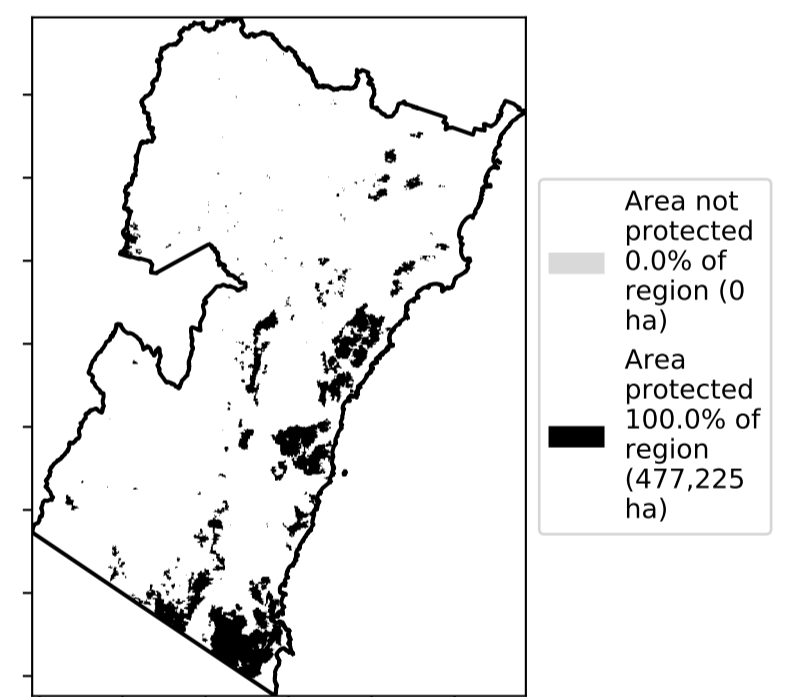 Area not
protected
0.0% of
region (0
ha)
Area
protected
100.0% of
region
(477,225
ha)